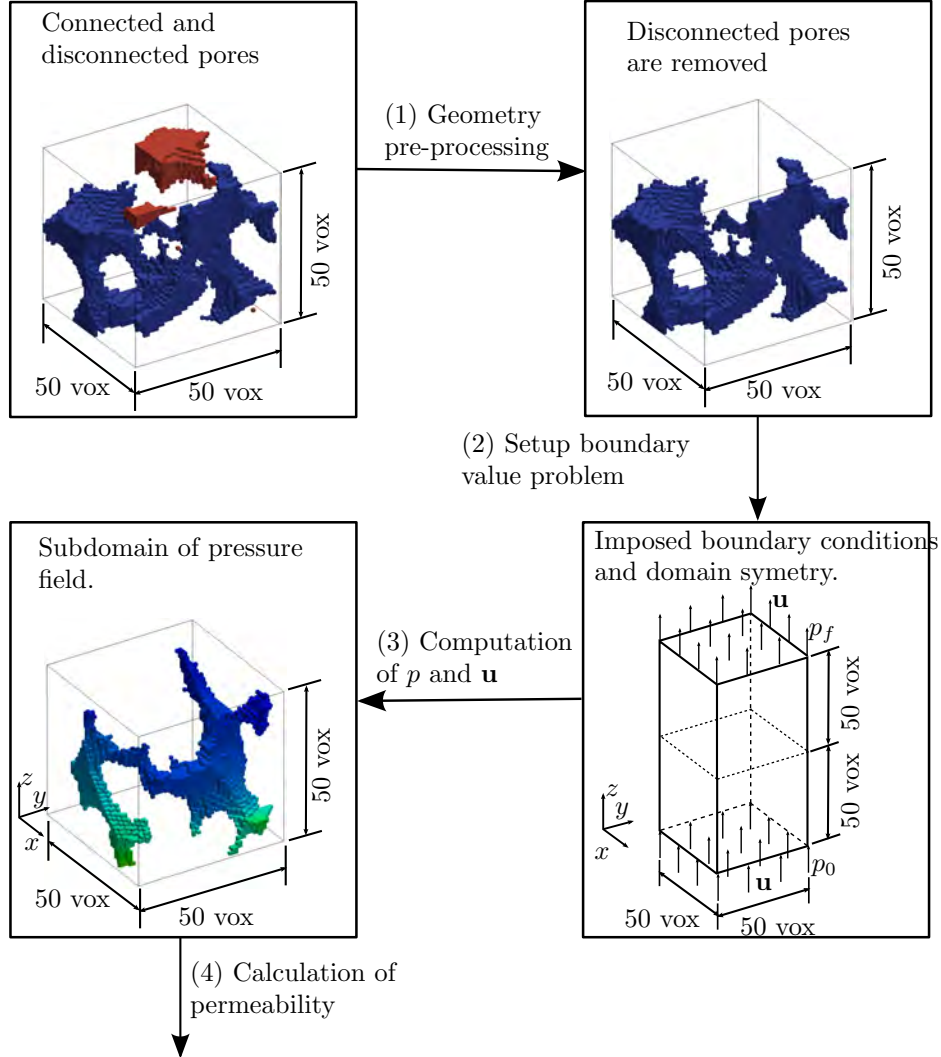 Connected and
disconnected pores
50 vox
50 vox
50 vox
(1) Geometry
pre-processing
Disconnected pores
are removed
50 vox
50 vox
50 vox
(2) Setup boundary
value problem
Imposed boundary conditions
and domain symetry.
u
p_f
50 vox
50 vox
z
y
x
p_0
u
50 vox
50 vox
(3) Computation
of p and u
Subdomain of pressure
field.
50 vox
z
y
x
50 vox
50 vox
(4) Calculation of
permeability